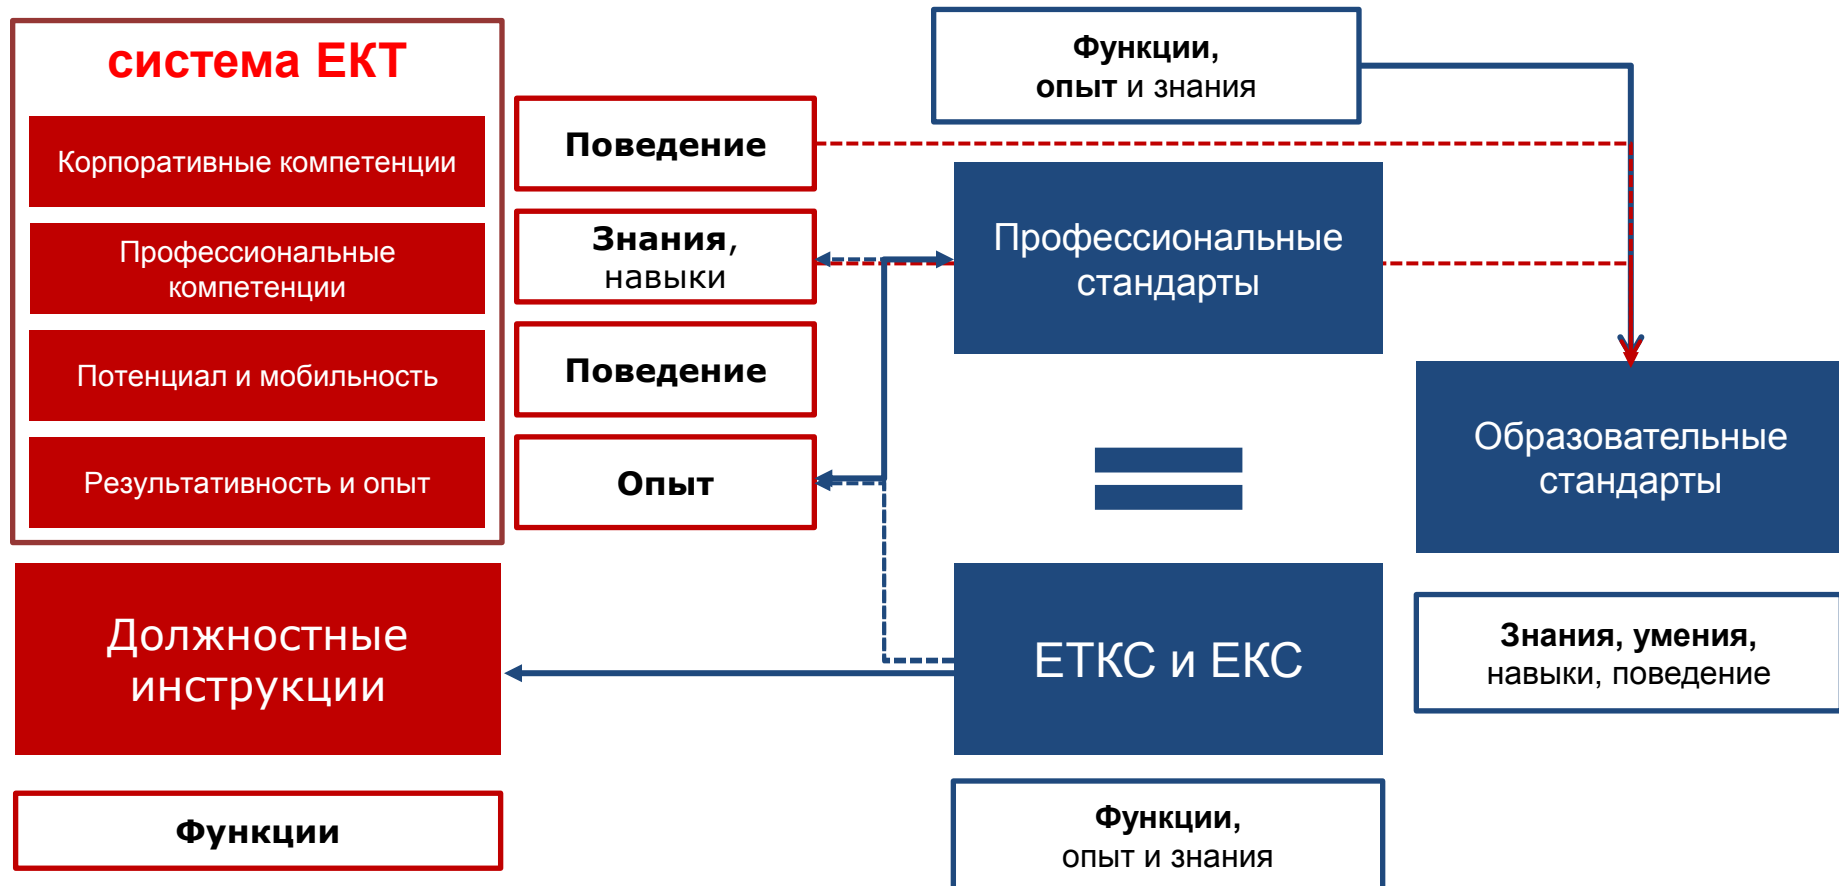 система ЕКТ
Корпоративные компетенции
Профессиональные
компетенции
Потенциал и мобильность
Результативность и опыт
Поведение
Знания,
навыки
Поведение
Опыт
Должностные
инструкции
Функции
Функции,
опыт и знания
Профессиональные
стандарты
ЕТКС и ЕКС
Функции,
опыт и знания
Образовательные
стандарты
Знания, умения,
навыки, поведение